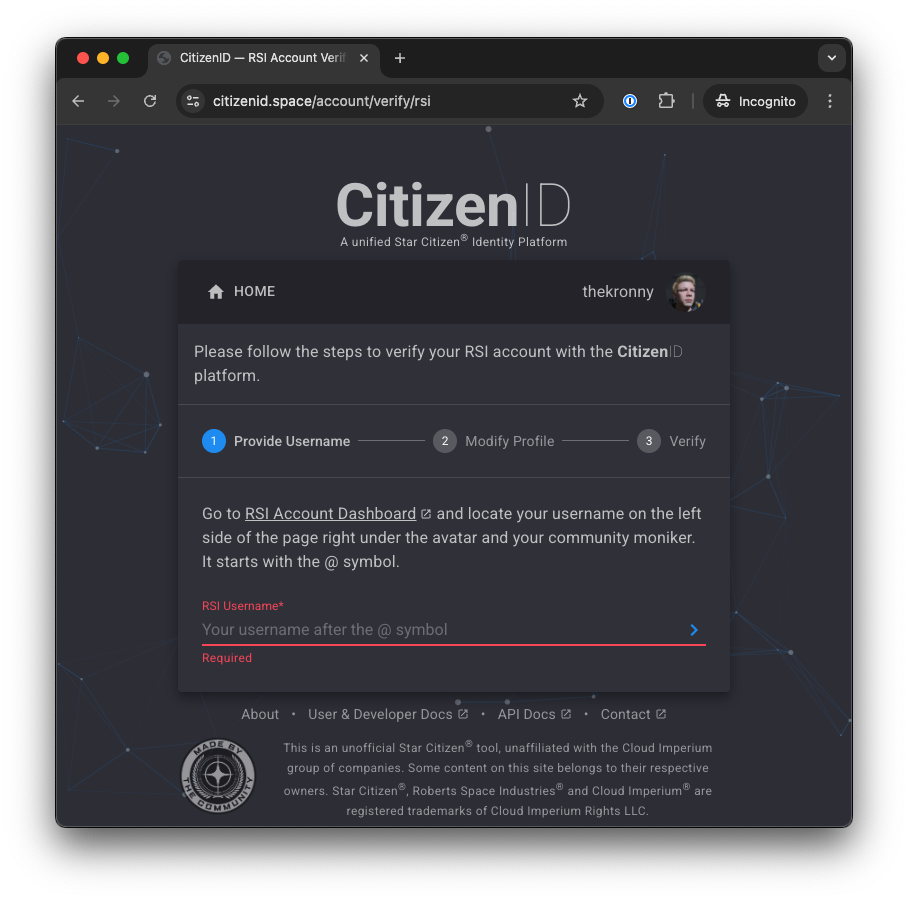 CitizenID — RSI Account Verif
citizenid.space/account/verify/rsi
Incognito
CitizenID
A unified Star Citizen® Identity Platform
HOME
thekronny
Please follow the steps to verify your RSI account with the CitizenID
platform.
1 Provide Username
2 Modify Profile
3 Verify
Go to RSI Account Dashboard and locate your username on the left
side of the page right under the avatar and your community moniker.
It starts with the @ symbol.
RSI Username*
Your username after the @ symbol
Required
About • User & Developer Docs • API Docs • Contact
MADE BY
THE COMMUNITY
This is an unofficial Star Citizen® tool, unaffiliated with the Cloud Imperium
group of companies. Some content on this site belongs to their respective
owners. Star Citizen®, Roberts Space Industries® and Cloud Imperium® are
registered trademarks of Cloud Imperium Rights LLC.